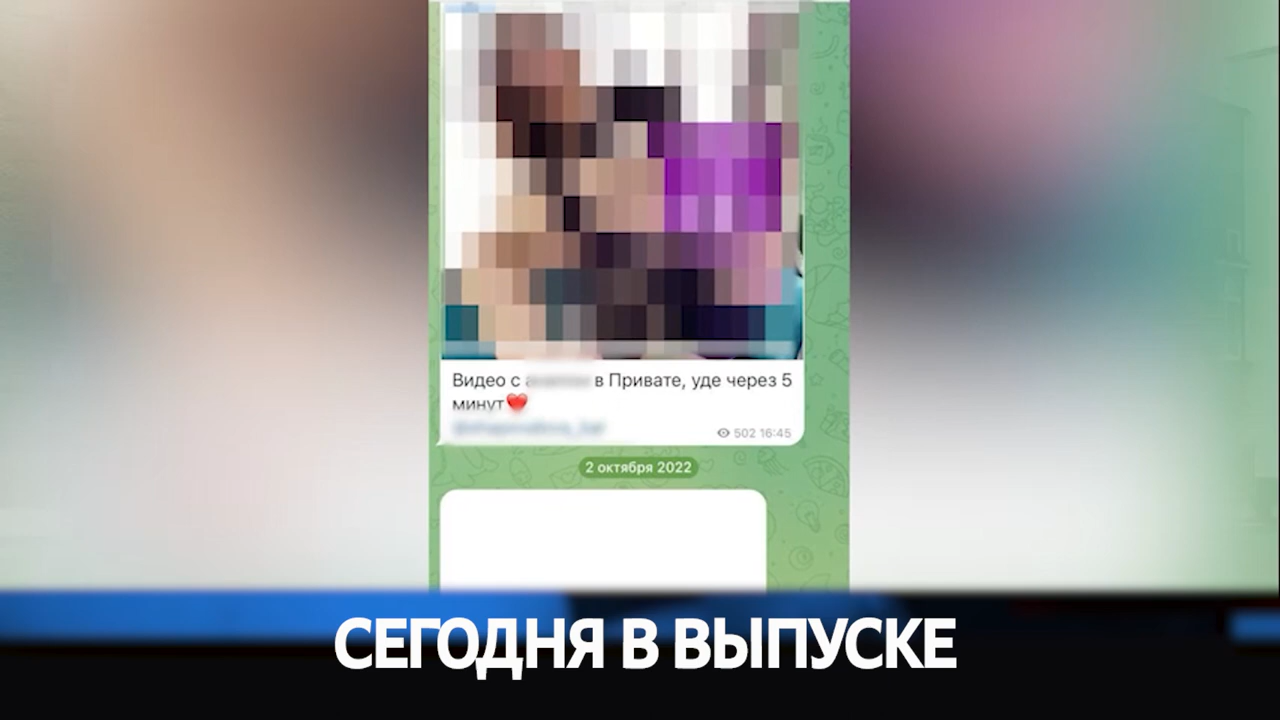 Видео с в Привате, уде через 5
минут❤️
502 16:45
2 октября 2022
СЕГОДНЯ В ВЫПУСКЕ